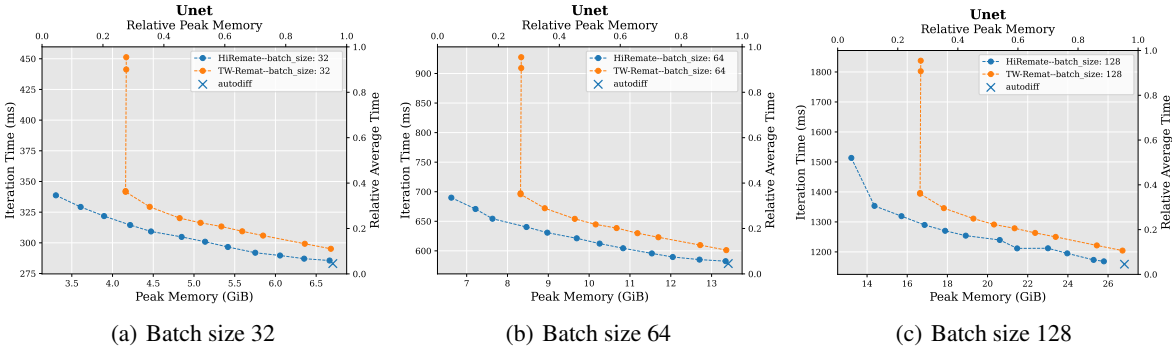 Unet
Relative Peak Memory
0.0 0.2 0.4 0.6 0.8 1.0
450
425
400
375
350
325
300
275
Iteration Time (ms)
HiRemate--batch_size: 32
TW-Remat--batch_size: 32
autodiff
1.0
0.8
0.6
0.4
0.2
0.0
Relative Average Time
3.5 4.0 4.5 5.0 5.5 6.0 6.5
Peak Memory (GiB)
(a) Batch size 32
Unet
Relative Peak Memory
0.0 0.2 0.4 0.6 0.8 1.0
900
850
800
750
700
650
600
Iteration Time (ms)
HiRemate--batch_size: 64
TW-Remat--batch_size: 64
autodiff
1.0
0.8
0.6
0.4
0.2
0.0
Relative Average Time
7 8 9 10 11 12 13
Peak Memory (GiB)
(b) Batch size 64
Unet
Relative Peak Memory
0.0 0.2 0.4 0.6 0.8 1.0
1800
1700
1600
1500
1400
1300
1200
Iteration Time (ms)
HiRemate--batch_size: 128
TW-Remat--batch_size: 128
autodiff
1.0
0.8
0.6
0.4
0.2
0.0
Relative Average Time
14 16 18 20 22 24 26
Peak Memory (GiB)
(c) Batch size 128